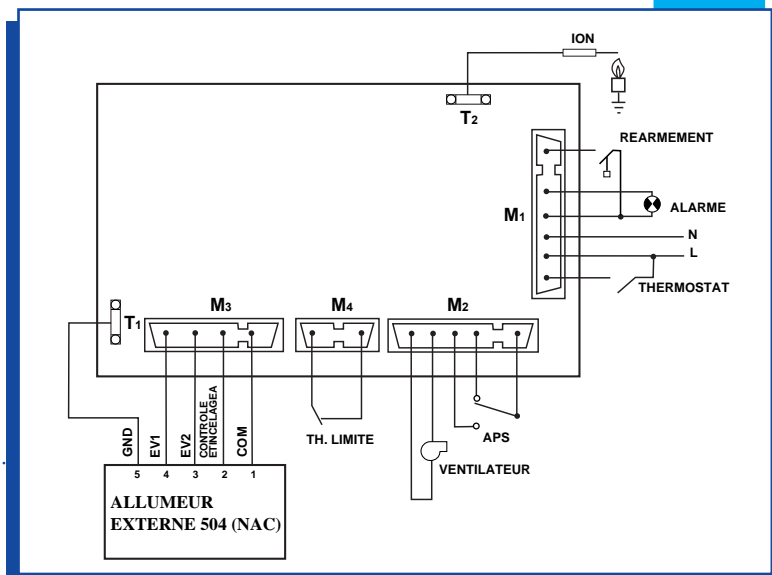 ION
T2
REARMEMENT
M1
ALARME
N
L
THERMOSTAT
M3
M4
M2
T1
GND
EV1
EV2
CONTROLE
ETINCELAGEA
COM
TH. LIMITE
APS
VENTILATEUR
5 4 3 2 1
ALLUMEUR
EXTERNE 504 (NAC)